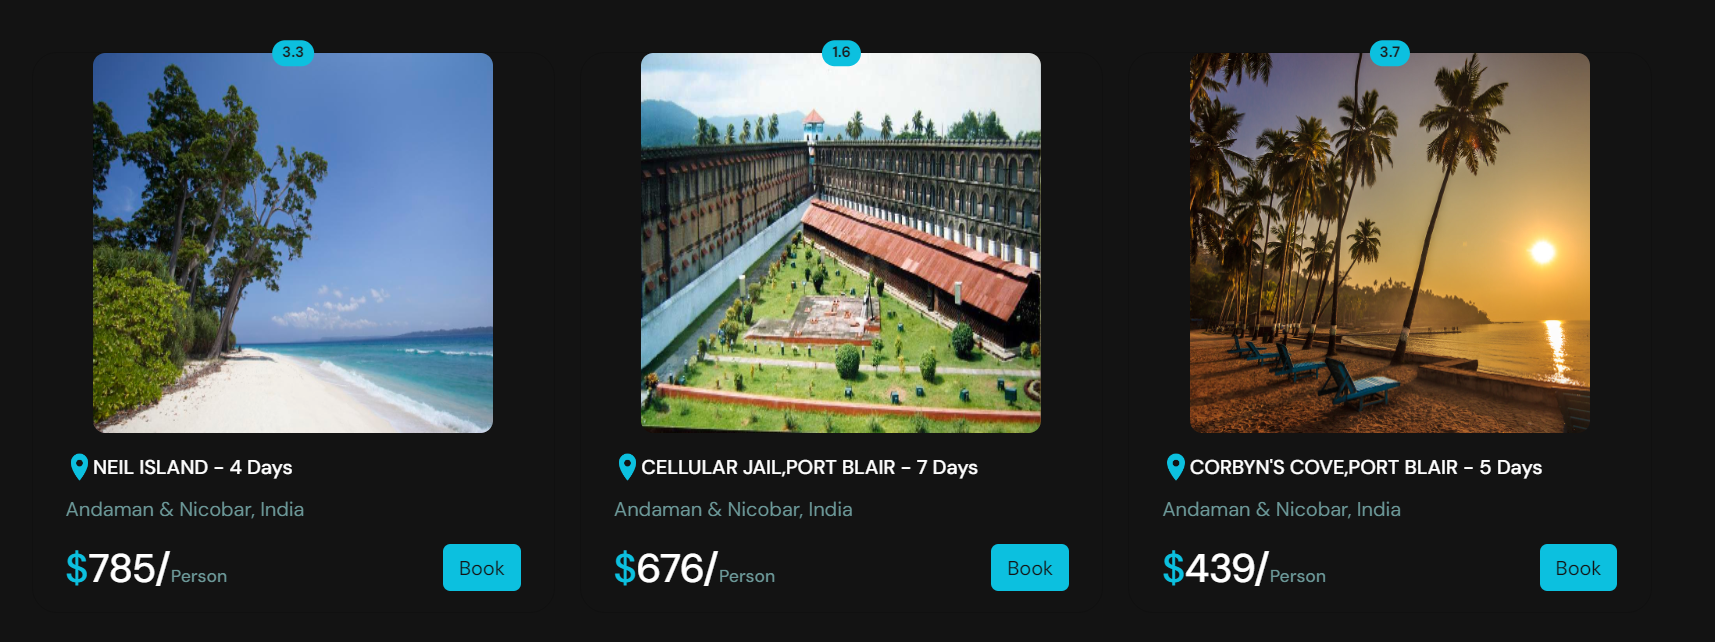 3.3
NEIL ISLAND - 4 Days
Andaman & Nicobar, India
$785/Person
Book
1.6
CELLULAR JAIL,PORT BLAIR - 7 Days
Andaman & Nicobar, India
$676/Person
Book
3.7
CORBYN'S COVE,PORT BLAIR - 5 Days
Andaman & Nicobar, India
$439/Person
Book